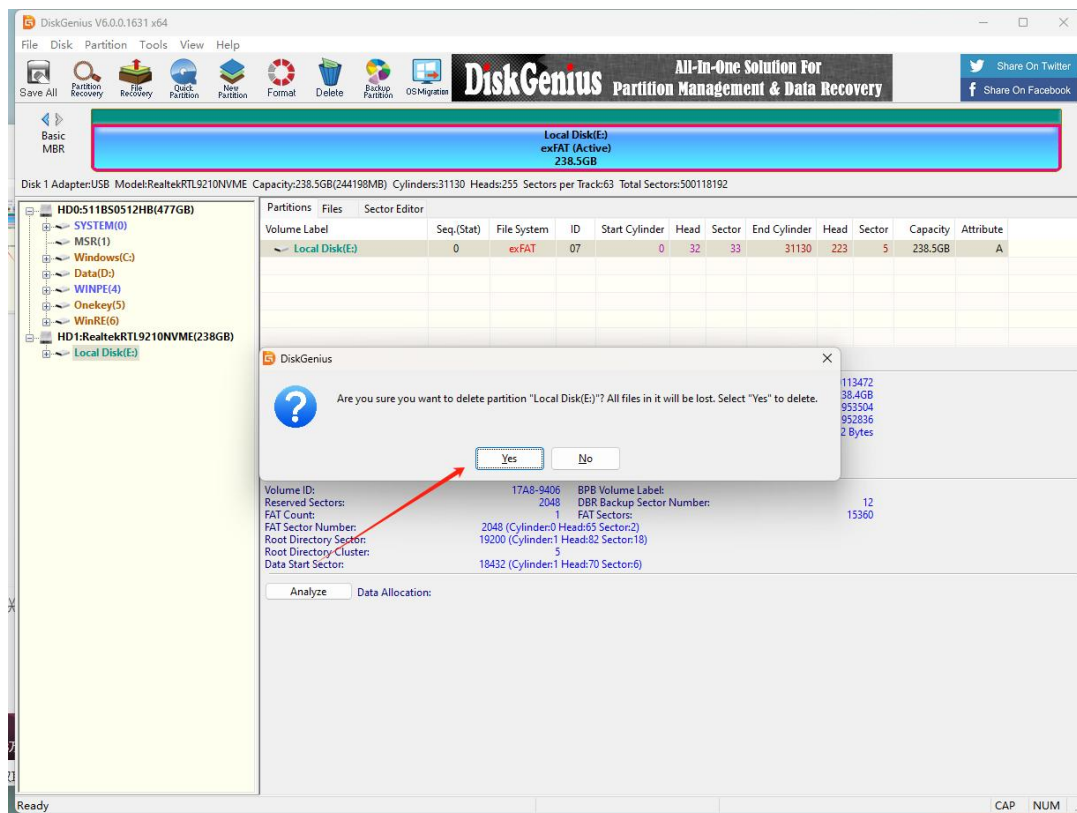 DiskGenius V6.0.0.1631 x64
File Disk Partition Tools View Help
Save All Partition Recovery File Recovery Quick Partition New Partition Format Delete Backup Partition OS Migration
DiskGenius All-In-One Solution For Partition Management & Data Recovery
Share On Twitter
Share On Facebook
Basic
MBR
Local Disk(E:)
exFAT (Active)
238.5GB
Disk 1 Adapter:USB Model:RealtekRTL9210NVME Capacity:238.5GB(244198MB) Cylinders:31130 Heads:255 Sectors per Track:63 Total Sectors:500118192
HD0:511BS0512HB(477GB)
SYSTEM(0)
MSR(1)
Windows(C:)
Data(D:)
WINPE(4)
Onekey(5)
WinRE(6)
HD1:RealtekRTL9210NVME(238GB)
Local Disk(E:)
Partitions Files Sector Editor
Volume Label Seq.(Stat) File System ID Start Cylinder Head Sector End Cylinder Head Sector Capacity Attribute
Local Disk(E:) 0 exFAT 07 0 32 33 31130 223 5 238.5GB A
DiskGenius
Are you sure you want to delete partition "Local Disk(E:)"? All files in it will be lost. Select "Yes" to delete.
Yes No
113472
38.4GB
953504
952836
2 Bytes
Volume ID: 17A8-9406 BPB Volume Label:
Reserved Sectors: 2048 DBR Backup Sector Number: 12
FAT Count: 1 FAT Sectors: 15360
FAT Sector Number: 2048 (Cylinder:0 Head:65 Sector:2)
Root Directory Sector: 19200 (Cylinder:1 Head:82 Sector:18)
Root Directory Cluster: 5
Data Start Sector: 18432 (Cylinder:1 Head:70 Sector:6)
Analyze Data Allocation:
Ready CAP NUM